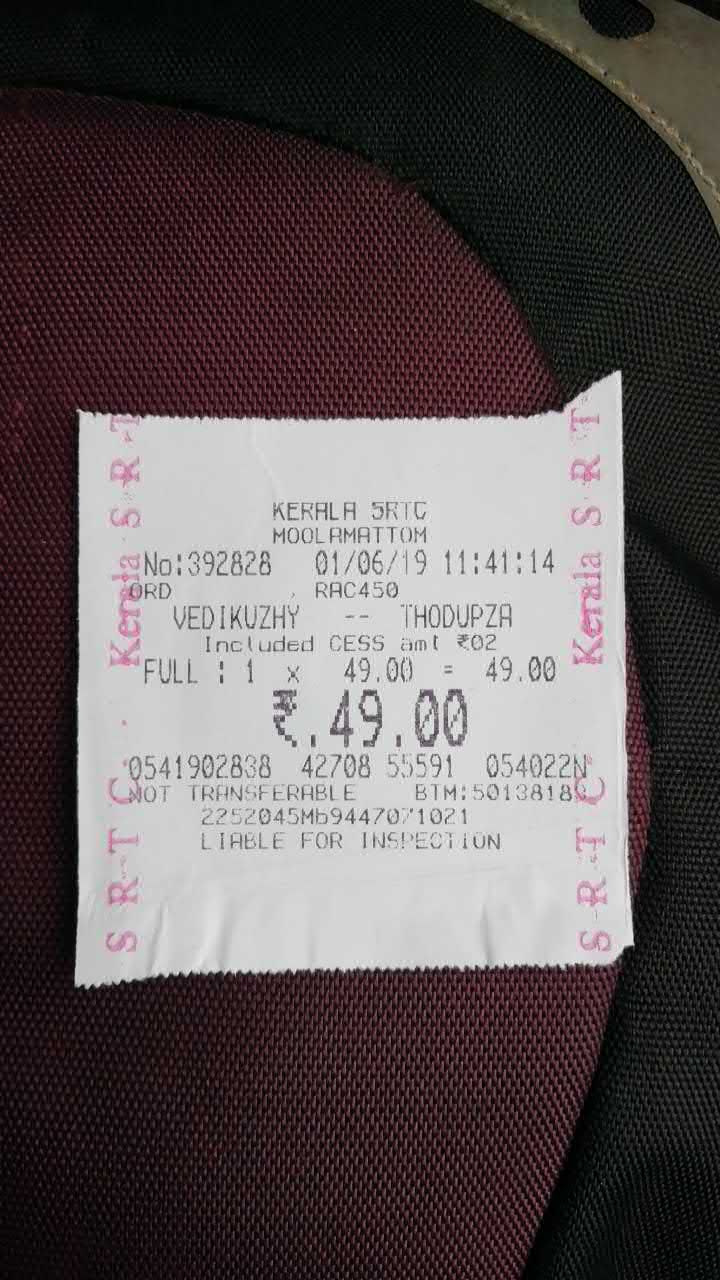 KERALA SRTC
MOOLAMATTOM
No:392828 01/06/19 11:41:14
ORD , RAC450
VEDIKUZHY -- THODUPZA
Included CESS amt ₹02
FULL : 1 x 49.00 = 49.00
₹.49.00
0541902838 42708 55591 054022N
NOT TRANSFERABLE BTM:5013818
2252045Mb9447071021
LIABLE FOR INSPECTION
Kerala S R T
S R T C.
Kerala S R T
S R T C